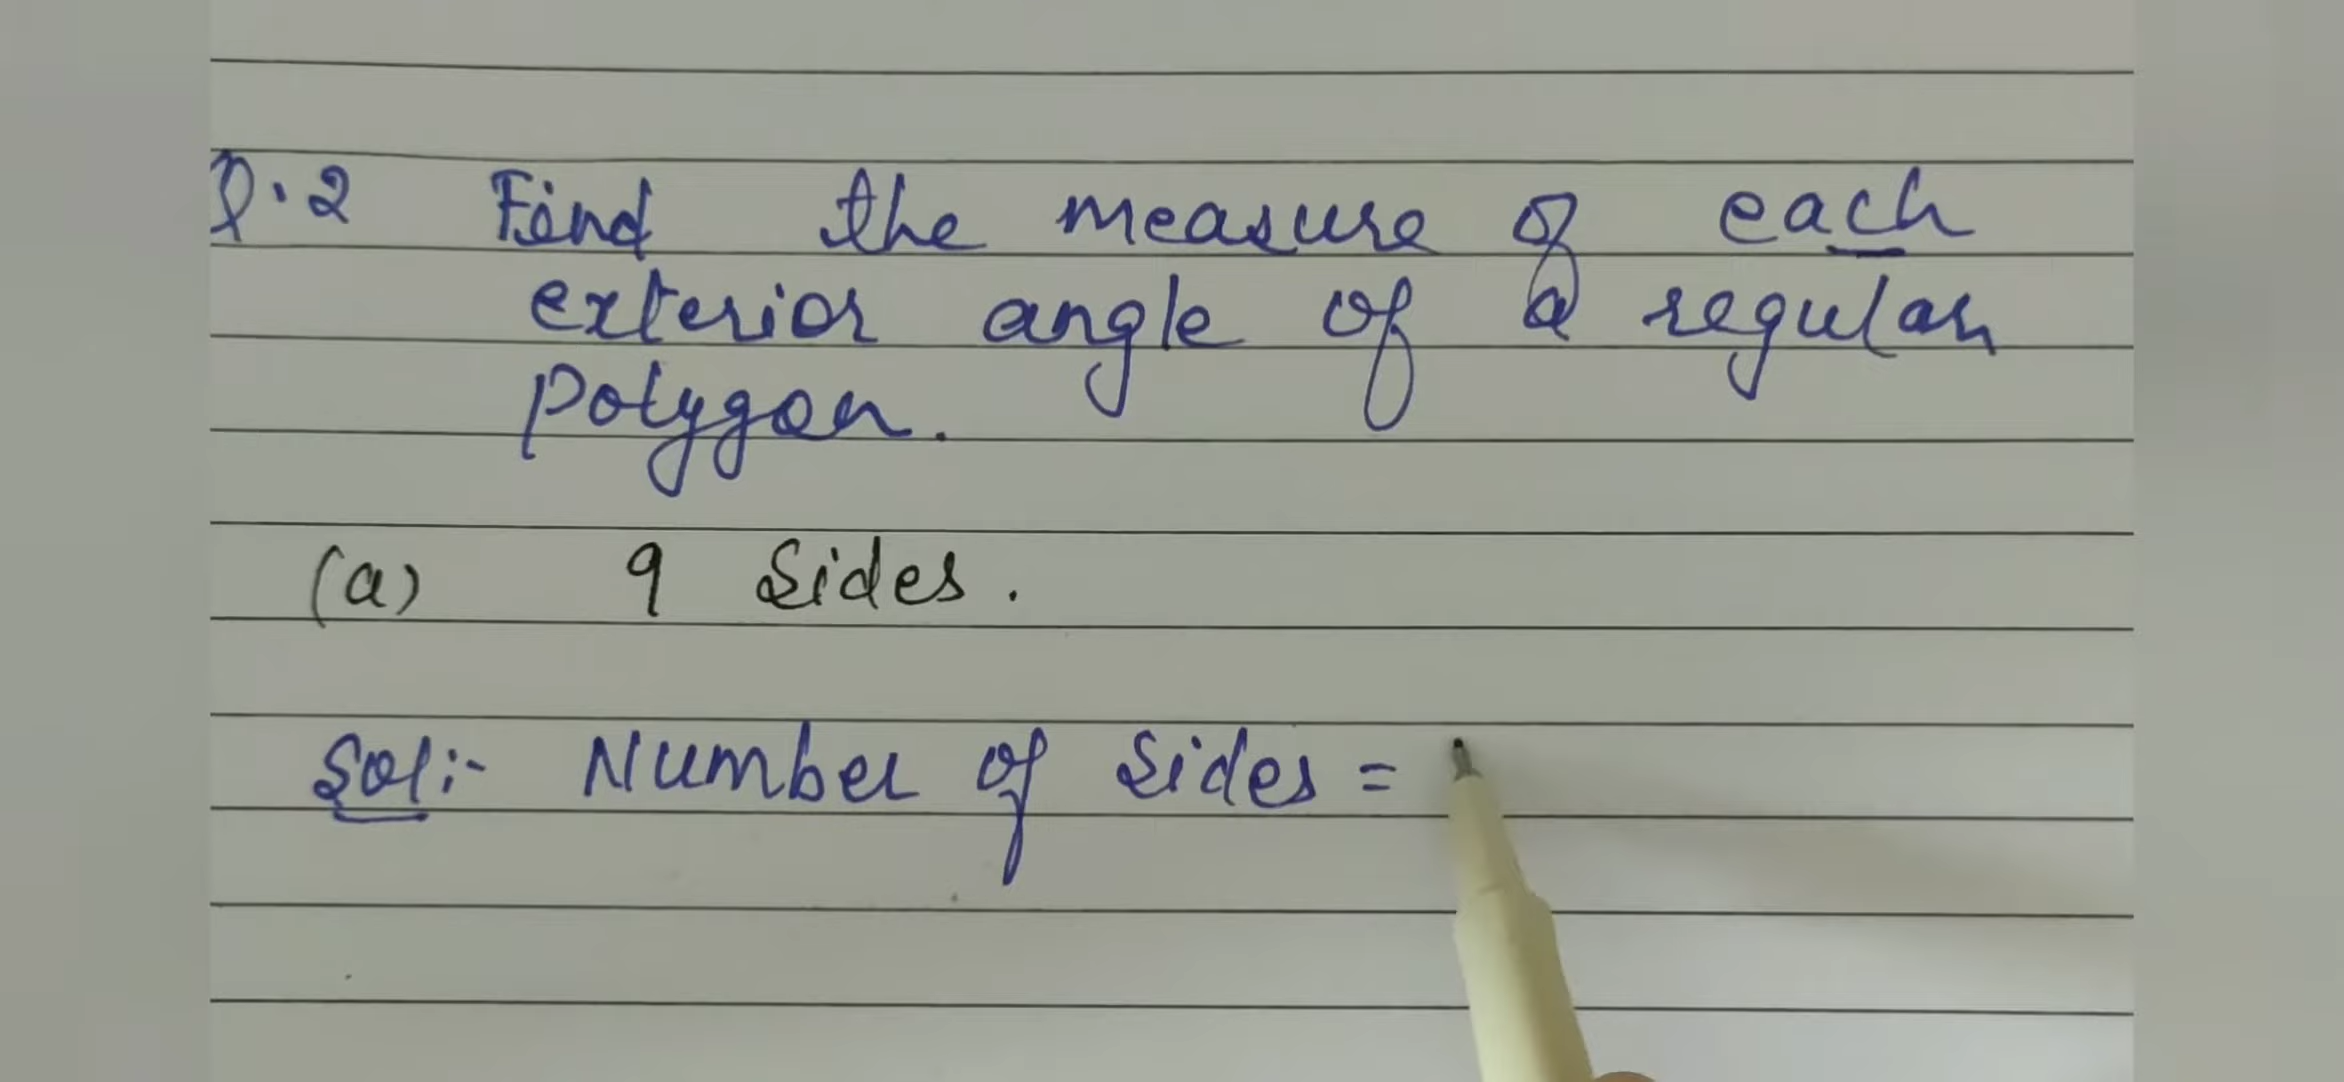 Q.2 Find the measure of each
exterior angle of a regular
polygon.
(a) 9 Sides.
Sol:- Number of Sides =